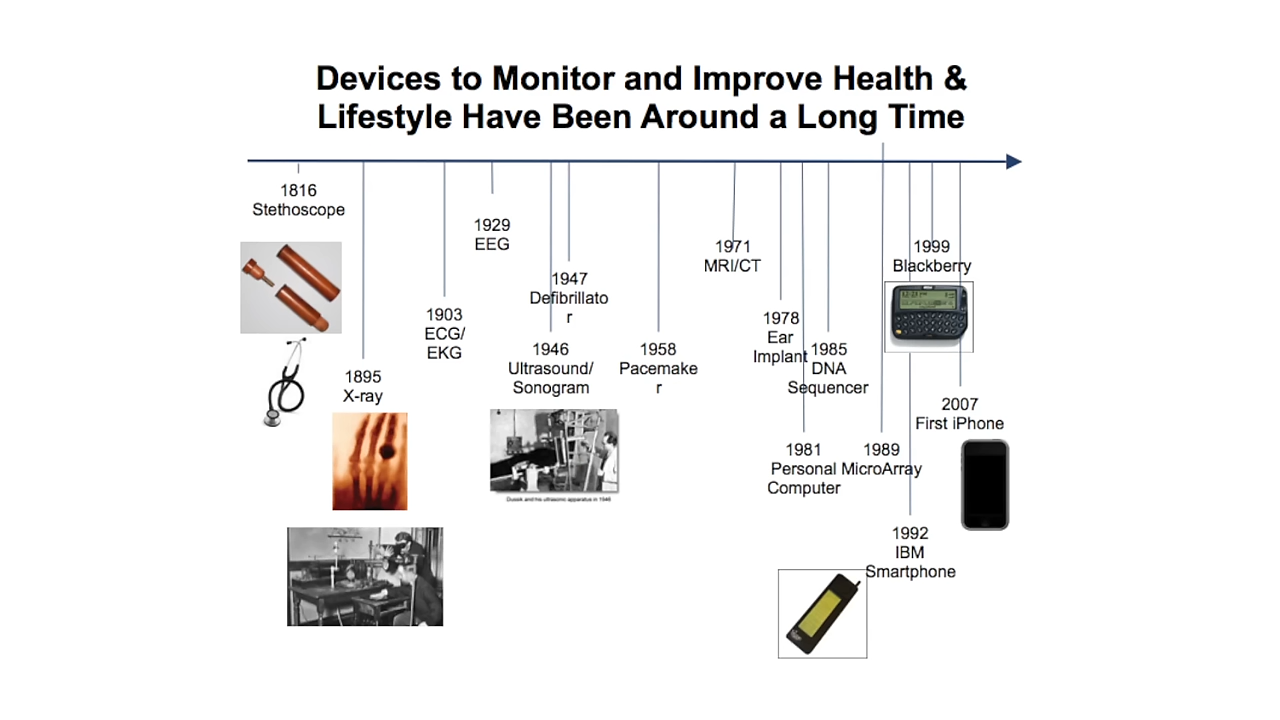 Devices to Monitor and Improve Health &
Lifestyle Have Been Around a Long Time
1816
Stethoscope
1895
X-ray
1903
ECG/
EKG
1929
EEG
1946
Ultrasound/
Sonogram
1947
Defibrillato
r
1958
Pacemake
r
1971
MRI/CT
1978
Ear
Implant
1981
Personal
Computer
1985
DNA
Sequencer
1989
MicroArray
1992
IBM
Smartphone
1999
Blackberry
2007
First iPhone